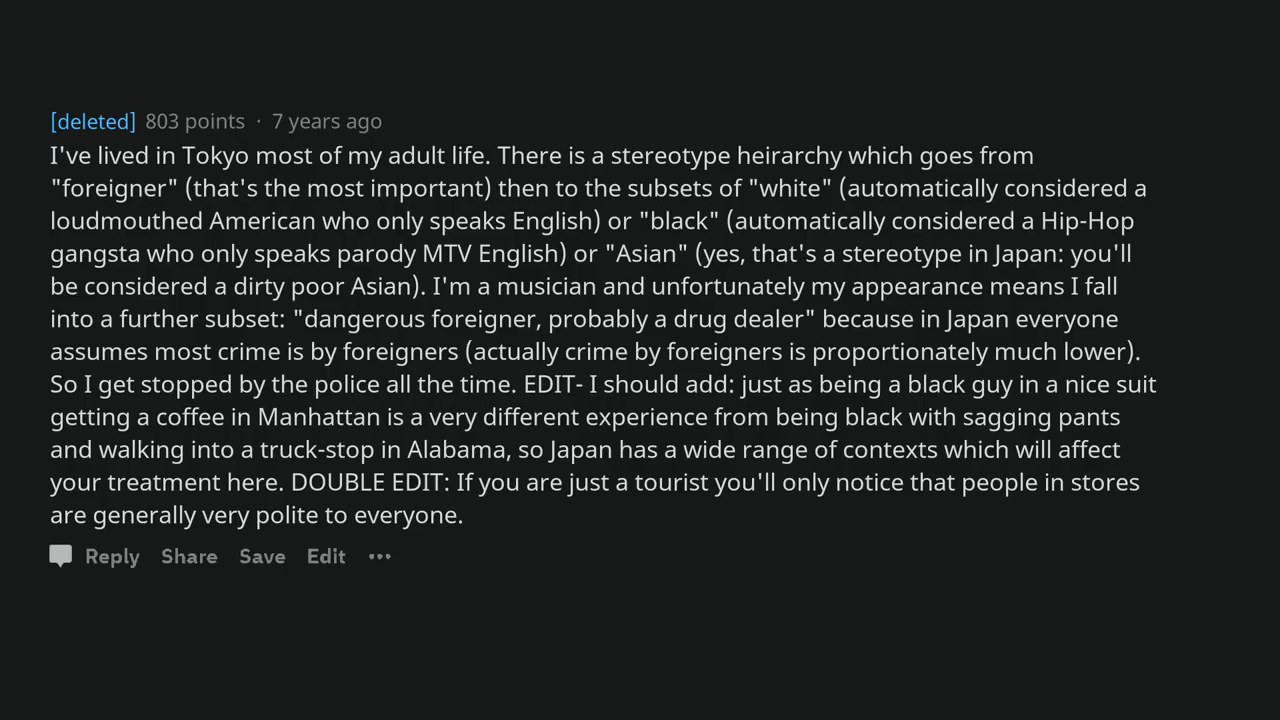 [deleted] 803 points · 7 years ago
I've lived in Tokyo most of my adult life. There is a stereotype heirarchy which goes from
"foreigner" (that's the most important) then to the subsets of "white" (automatically considered a
loudmouthed American who only speaks English) or "black" (automatically considered a Hip-Hop
gangsta who only speaks parody MTV English) or "Asian" (yes, that's a stereotype in Japan: you'll
be considered a dirty poor Asian). I'm a musician and unfortunately my appearance means I fall
into a further subset: "dangerous foreigner, probably a drug dealer" because in Japan everyone
assumes most crime is by foreigners (actually crime by foreigners is proportionately much lower).
So I get stopped by the police all the time. EDIT- I should add: just as being a black guy in a nice suit
getting a coffee in Manhattan is a very different experience from being black with sagging pants
and walking into a truck-stop in Alabama, so Japan has a wide range of contexts which will affect
your treatment here. DOUBLE EDIT: If you are just a tourist you'll only notice that people in stores
are generally very polite to everyone.
Reply Share Save Edit •••